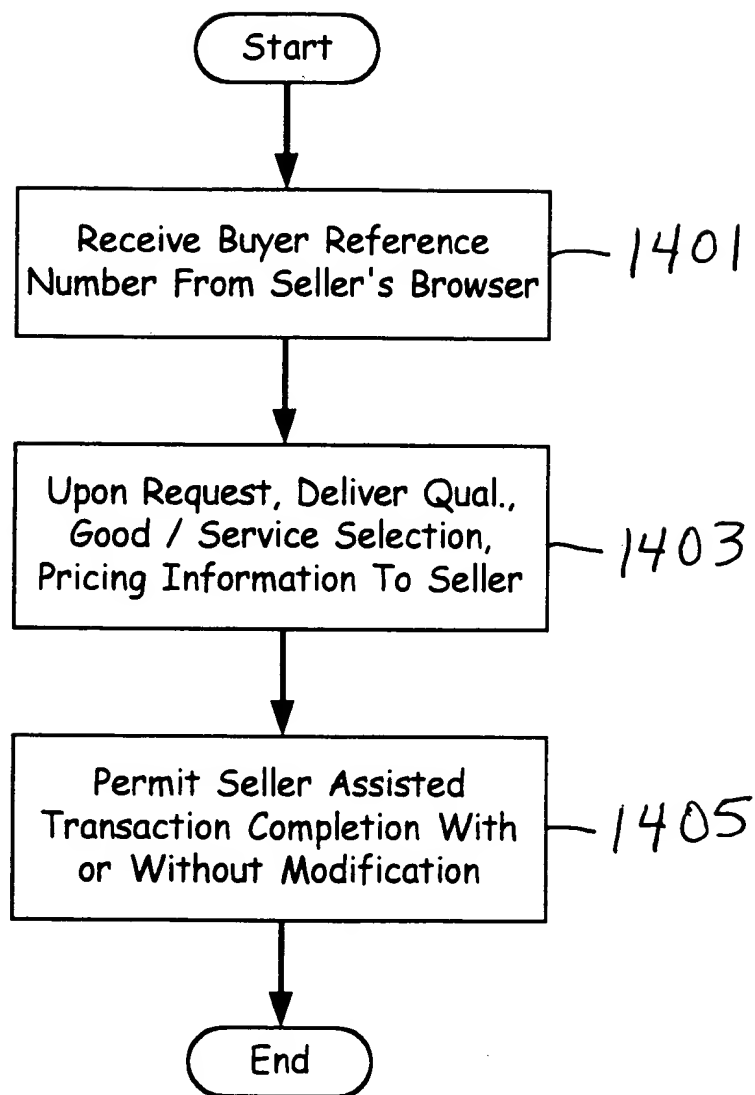 Start
Receive Buyer Reference
Number From Seller's Browser
1401
Upon Request, Deliver Qual.,
Good / Service Selection,
Pricing Information To Seller
1403
Permit Seller Assisted
Transaction Completion With
or Without Modification
1405
End